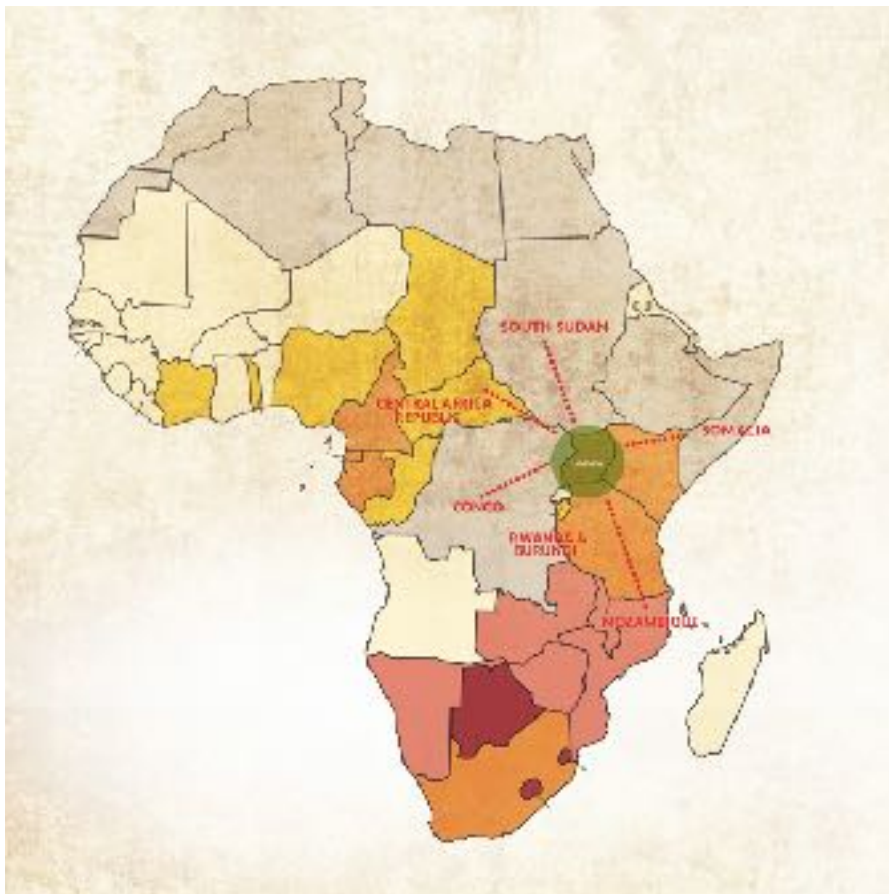 SOUTH SUDAN
CENTRAL AFRICA
REPUBLIC
SOMALIA
CONGO
RWANDA &
BURUNDI
MOZAMBIQUE